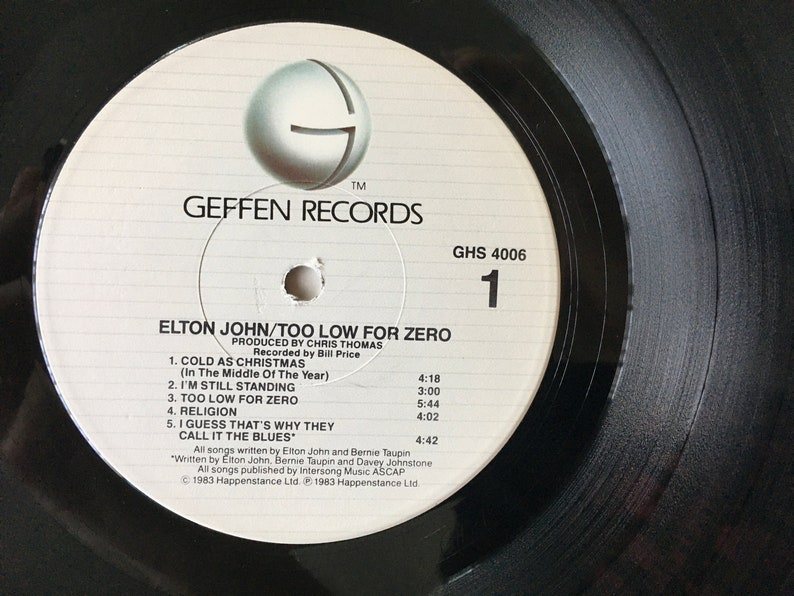 TM
GEFFEN RECORDS
GHS 4006
1
ELTON JOHN/TOO LOW FOR ZERO
PRODUCED BY CHRIS THOMAS
Recorded by Bill Price
1. COLD AS CHRISTMAS
(In The Middle Of The Year) 4:18
2. I'M STILL STANDING 3:00
3. TOO LOW FOR ZERO 5:44
4. RELIGION 4:02
5. I GUESS THAT'S WHY THEY
CALL IT THE BLUES* 4:42
All songs written by Elton John and Bernie Taupin
*Written by Elton John, Bernie Taupin and Davey Johnstone
All songs published by Intersong Music ASCAP
© 1983 Happenstance Ltd. ℗ 1983 Happenstance Ltd.